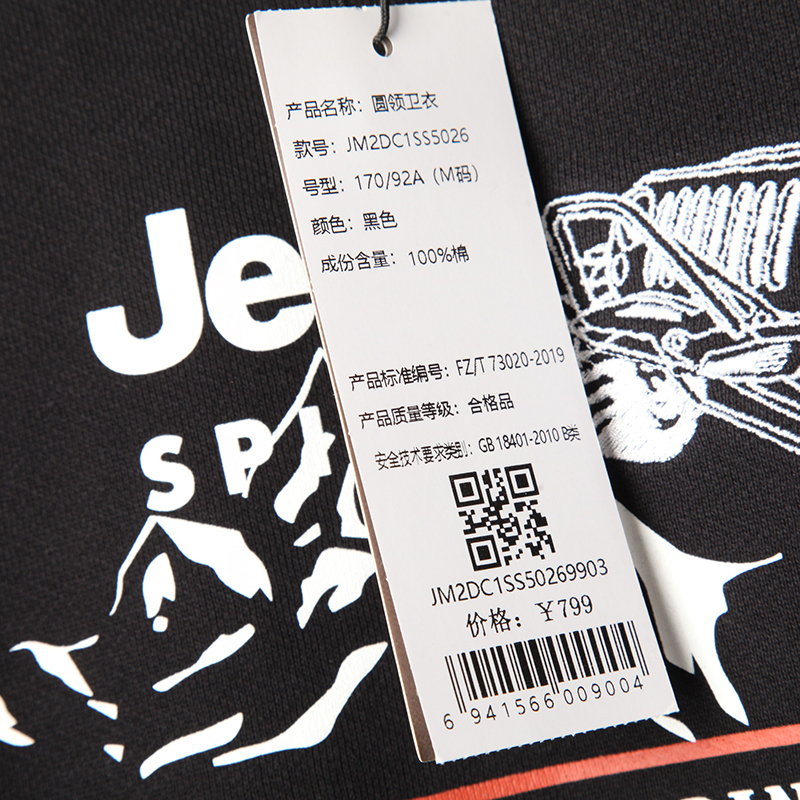 产品名称：圆领卫衣
款号：JM2DC1SS5026
号型：170/92A（M码）
颜色：黑色
成份含量：100%棉
产品标准编号：FZ/T 73020-2019
产品质量等级：合格品
安全技术要求类别：GB 18401-2010 B类
JM2DC1SS50269903
价格：¥799
6 941566 009004
Je
SP